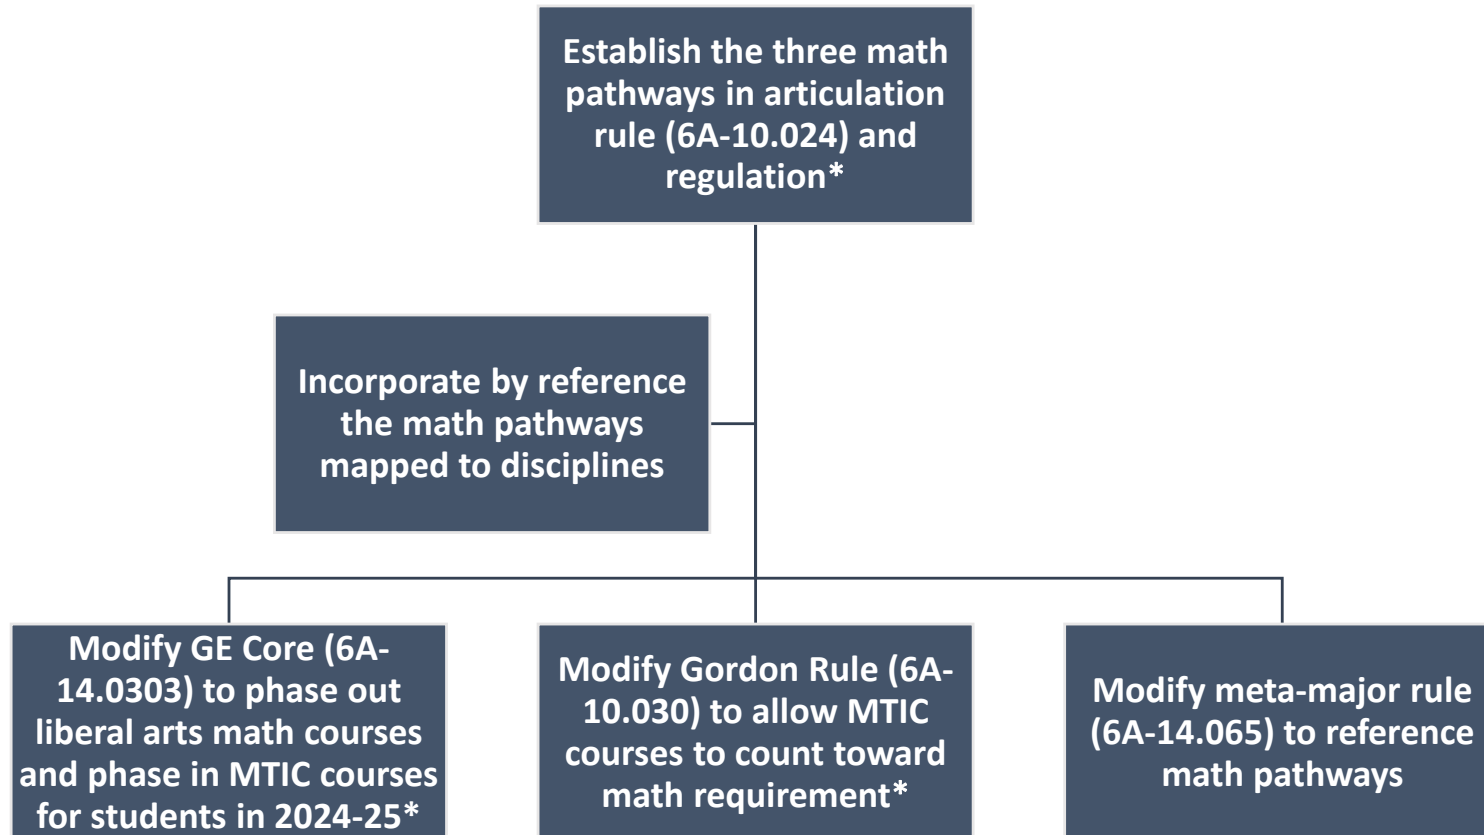 Establish the three math
pathways in articulation
rule (6A-10.024) and
regulation*
Incorporate by reference
the math pathways
mapped to disciplines
Modify GE Core (6A-
14.0303) to phase out
liberal arts math courses
and phase in MTIC courses
for students in 2024-25*
Modify Gordon Rule (6A-
10.030) to allow MTIC
courses to count toward
math requirement*
Modify meta-major rule
(6A-14.065) to reference
math pathways